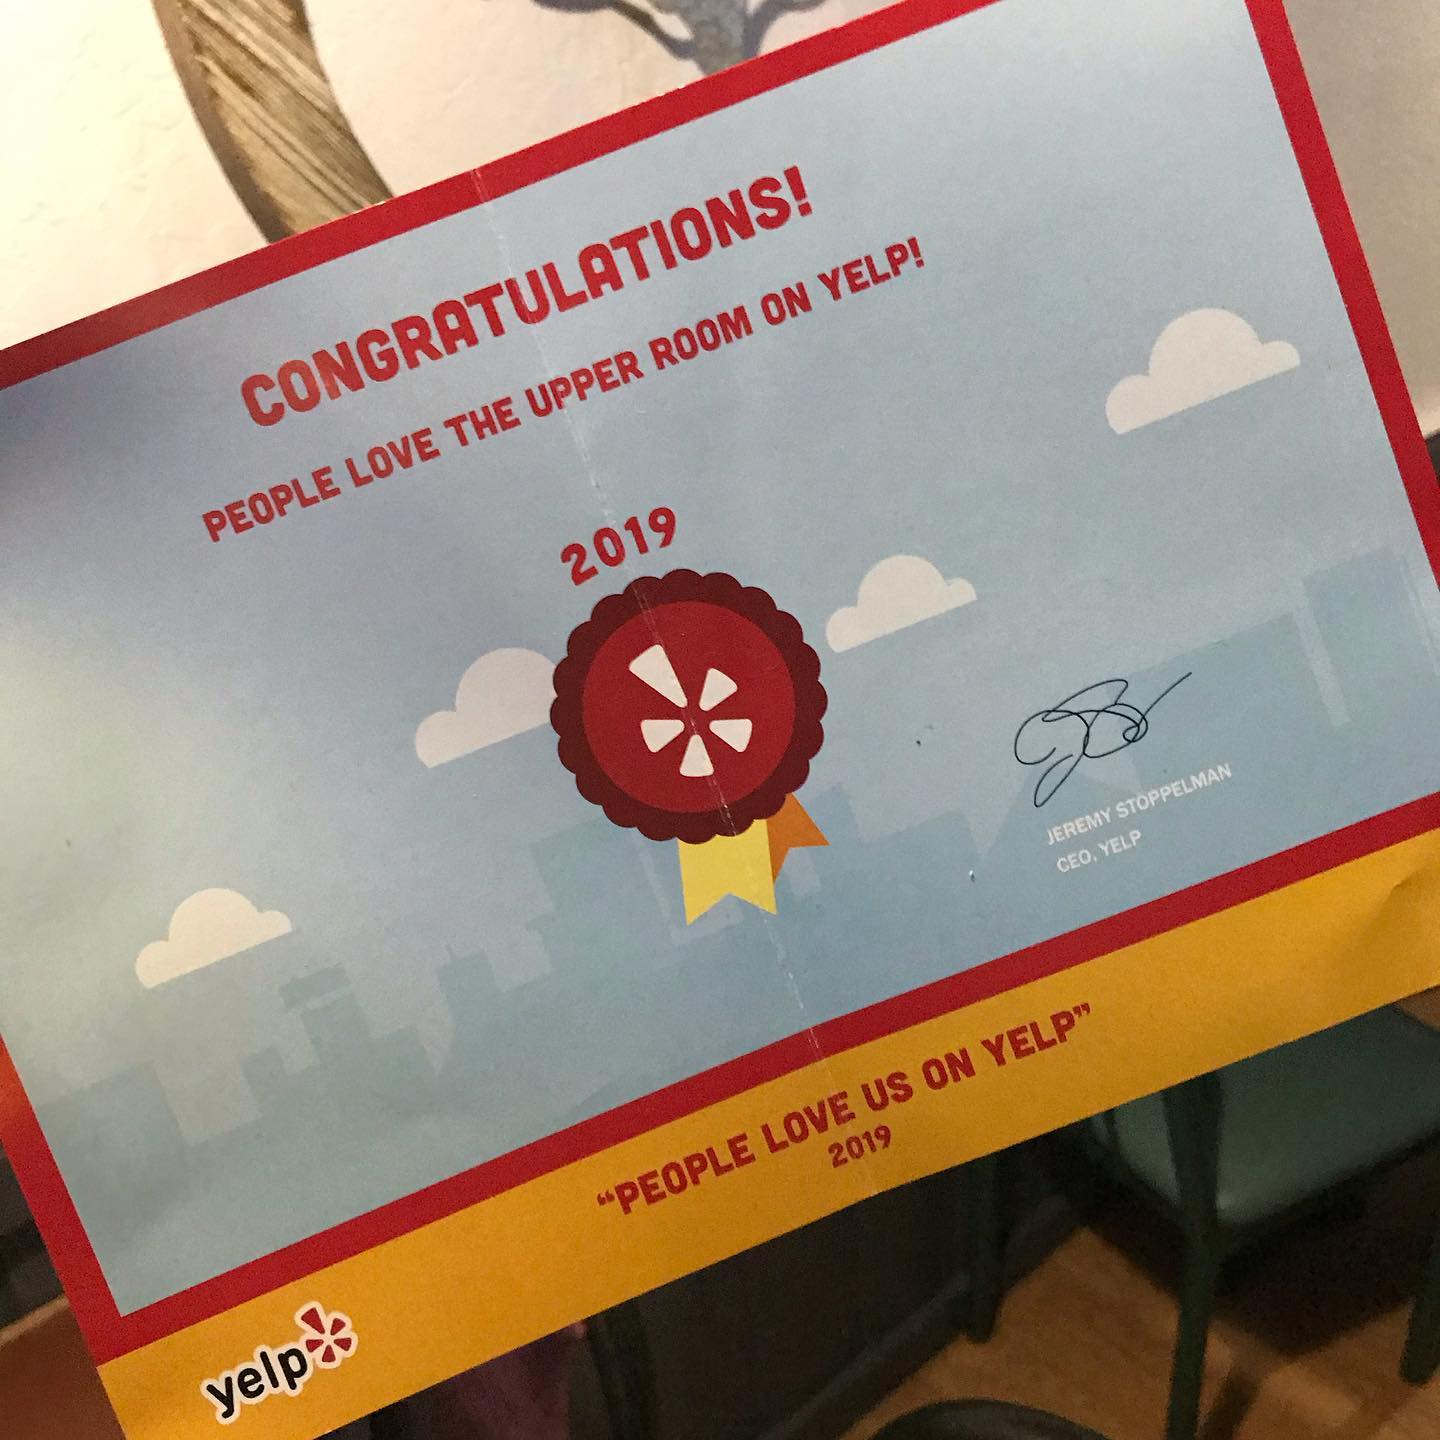 CONGRATULATIONS!
PEOPLE LOVE THE UPPER ROOM ON YELP!
2019
JEREMY STOPPELMAN
CEO, YELP
“PEOPLE LOVE US ON YELP”
2019
yelp